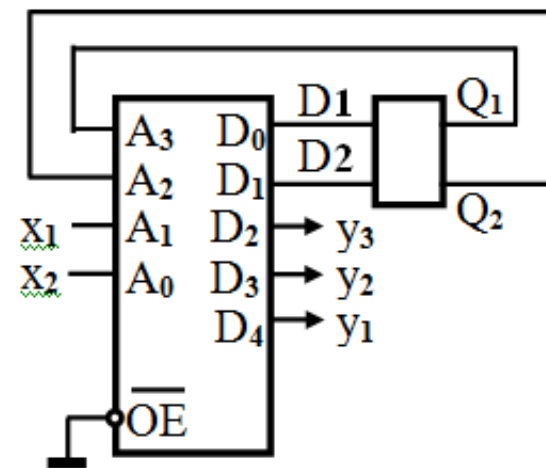 D1 Q₁
A₃ D₀
D2
A₂ D₁ Q₂
x₁ A₁ D₂ y₃
x₂ A₀ D₃ y₂
D₄ y₁
OE